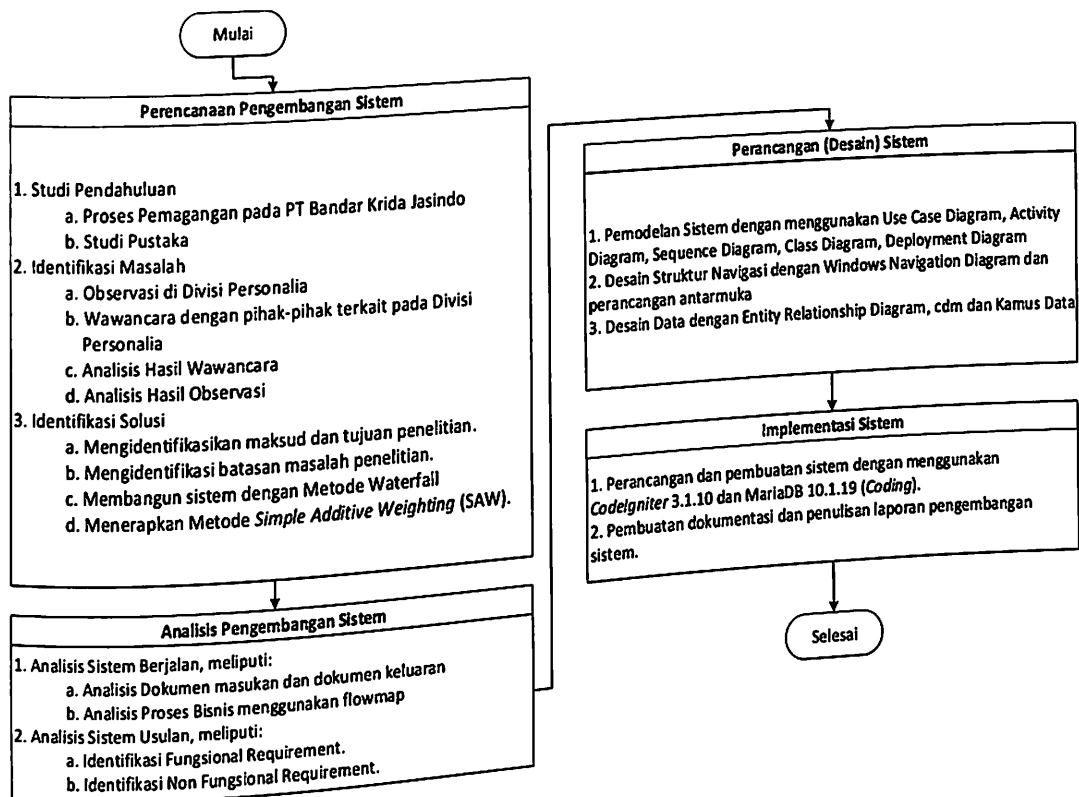 Mulai
Perencanaan Pengembangan Sistem
1. Studi Pendahuluan
a. Proses Pemagangan pada PT Bandar Krida Jasindo
b. Studi Pustaka
2. Identifikasi Masalah
a. Observasi di Divisi Personalia
b. Wawancara dengan pihak-pihak terkait pada Divisi
Personalia
c. Analisis Hasil Wawancara
d. Analisis Hasil Observasi
3. Identifikasi Solusi
a. Mengidentifikasikan maksud dan tujuan penelitian.
b. Mengidentifikasi batasan masalah penelitian.
c. Membangun sistem dengan Metode Waterfall
d. Menerapkan Metode Simple Additive Weighting (SAW).
Analisis Pengembangan Sistem
1. Analisis Sistem Berjalan, meliputi:
a. Analisis Dokumen masukan dan dokumen keluaran
b. Analisis Proses Bisnis menggunakan flowmap
2. Analisis Sistem Usulan, meliputi:
a. Identifikasi Fungsional Requirement.
b. Identifikasi Non Fungsional Requirement.
Perancangan (Desain) Sistem
1. Pemodelan Sistem dengan menggunakan Use Case Diagram, Activity
Diagram, Sequence Diagram, Class Diagram, Deployment Diagram
2. Desain Struktur Navigasi dengan Windows Navigation Diagram dan
perancangan antarmuka
3. Desain Data dengan Entity Relationship Diagram, cdm dan Kamus Data
Implementasi Sistem
1. Perancangan dan pembuatan sistem dengan menggunakan
CodeIgniter 3.1.10 dan MariaDB 10.1.19 (Coding).
2. Pembuatan dokumentasi dan penulisan laporan pengembangan
sistem.
Selesai